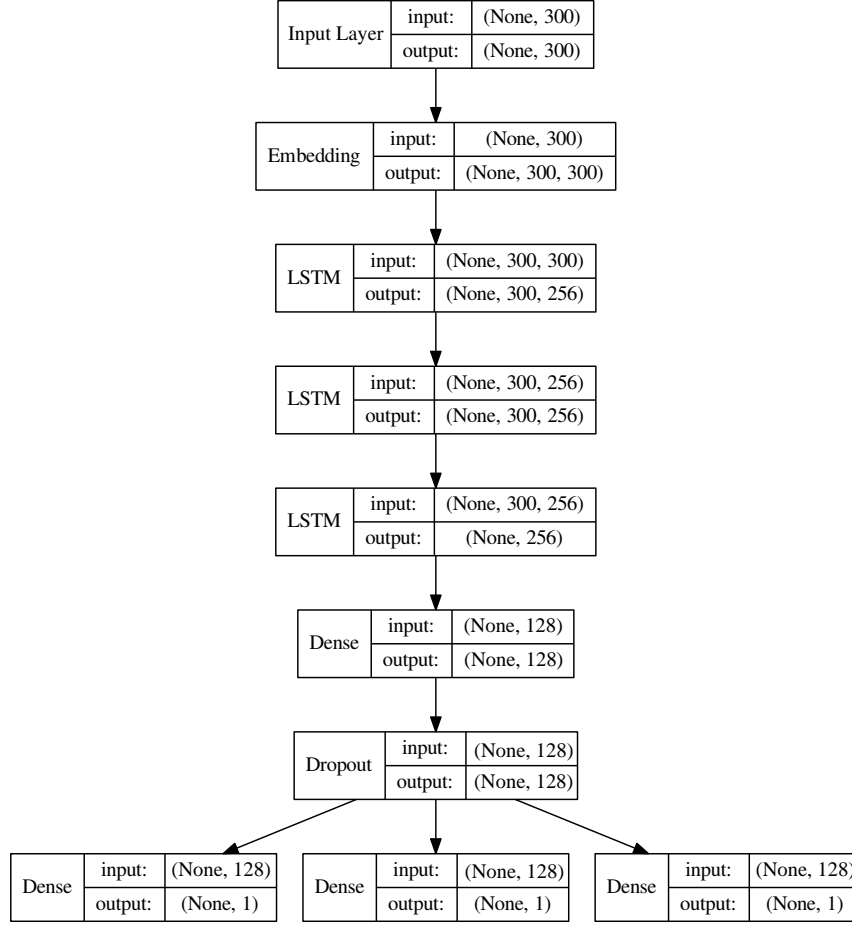 Input Layer input: (None, 300)
output: (None, 300)
Embedding input: (None, 300)
output: (None, 300, 300)
LSTM input: (None, 300, 300)
output: (None, 300, 256)
LSTM input: (None, 300, 256)
output: (None, 300, 256)
LSTM input: (None, 300, 256)
output: (None, 256)
Dense input: (None, 128)
output: (None, 128)
Dropout input: (None, 128)
output: (None, 128)
Dense input: (None, 128)
output: (None, 1)
Dense input: (None, 128)
output: (None, 1)
Dense input: (None, 128)
output: (None, 1)